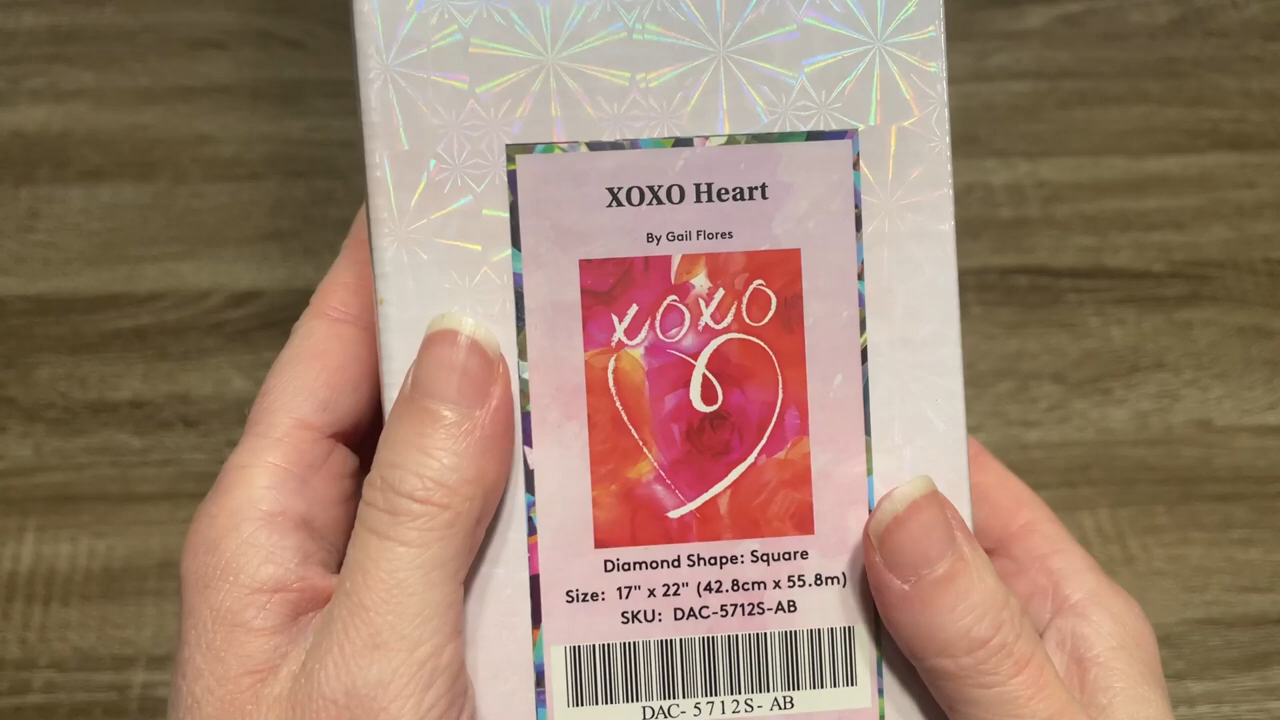 XOXO Heart
By Gail Flores
XOXO
Diamond Shape: Square
Size: 17" x 22" (42.8cm x 55.8m)
SKU: DAC-5712S-AB
DAC- 5712S- AB